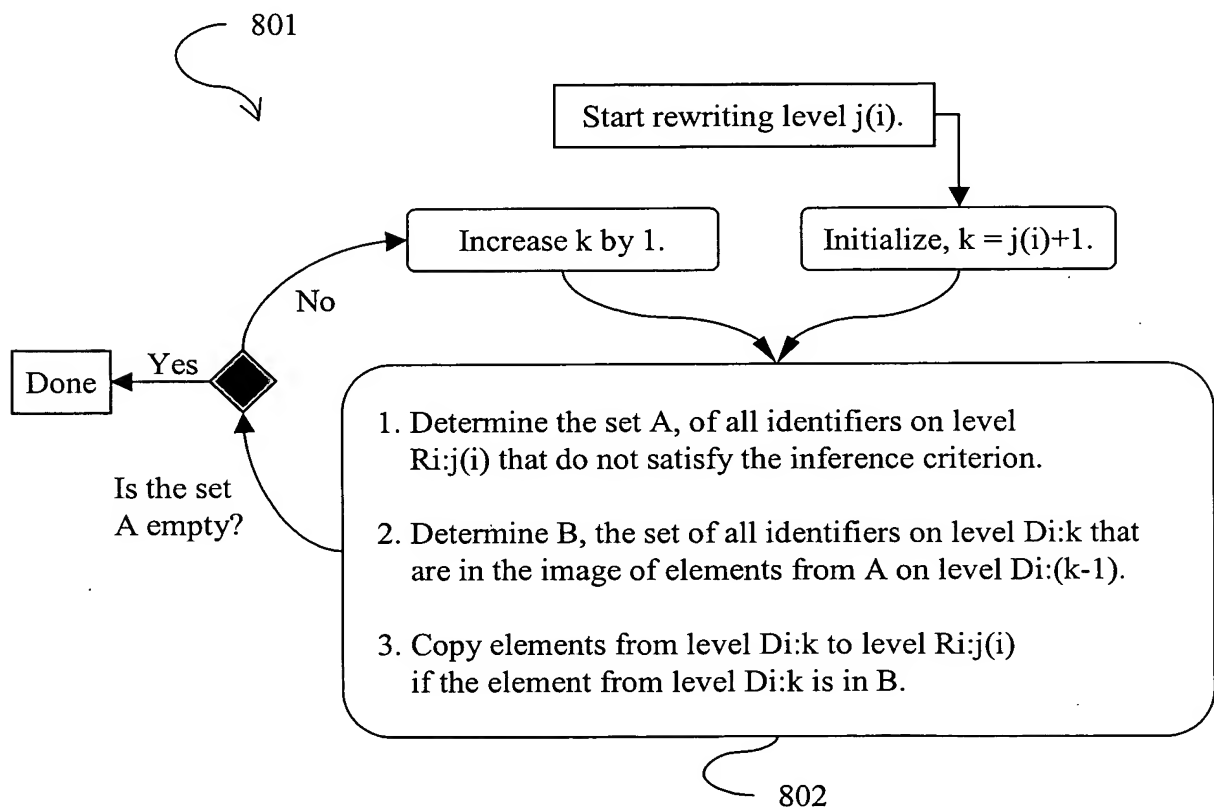 801
Start rewriting level j(i).
Increase k by 1.
Initialize, k = j(i)+1.
No
Yes
Done
Is the set
A empty?
1. Determine the set A, of all identifiers on level
Ri:j(i) that do not satisfy the inference criterion.
2. Determine B, the set of all identifiers on level Di:k that
are in the image of elements from A on level Di:(k-1).
3. Copy elements from level Di:k to level Ri:j(i)
if the element from level Di:k is in B.
802